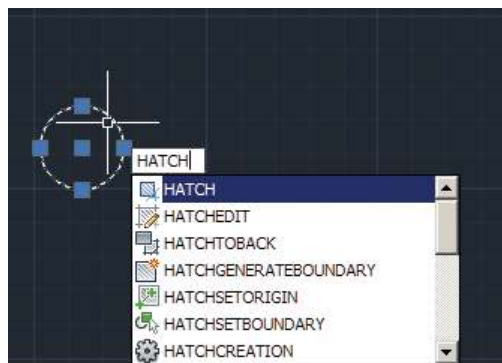 HATCH
HATCH
HATCHEDIT
HATCHTOBACK
HATCHGENERATEBOUNDARY
HATCHSETORIGIN
HATCHSETBOUNDARY
HATCHCREATION